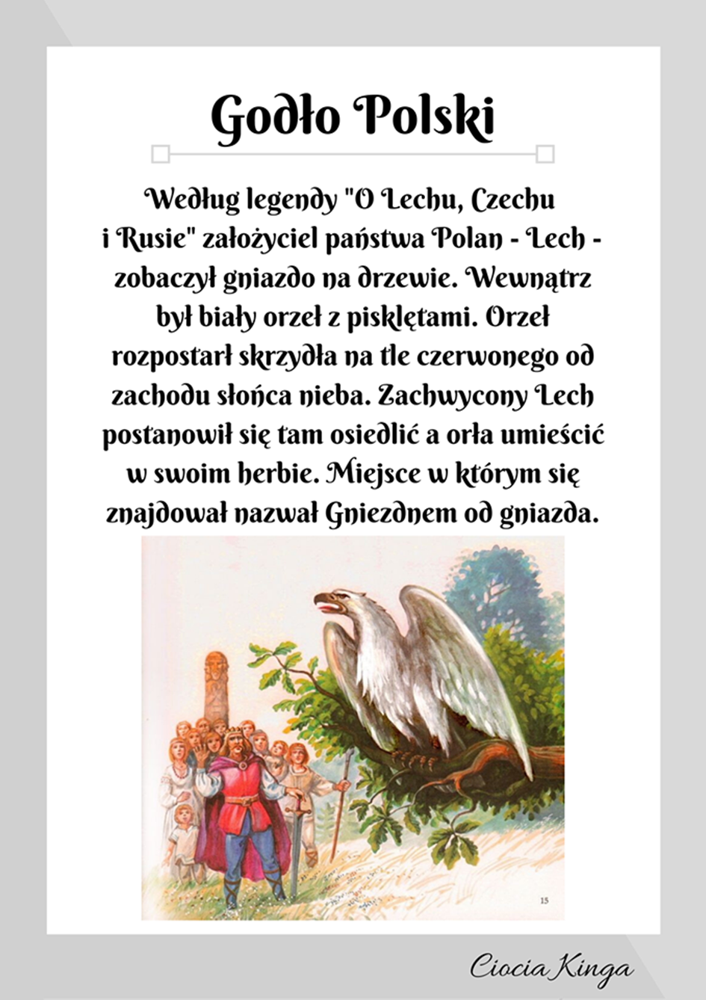 Godło Polski
Według legendy "O Lechu, Czechu
i Rusie" założyciel państwa Polan - Lech -
zobaczył gniazdo na drzewie. Wewnątrz
był biały orzeł z pisklętami. Orzeł
rozpostarł skrzydła na tle czerwonego od
zachodu słońca nieba. Zachwycony Lech
postanowił się tam osiedlić a orła umieścić
w swoim herbie. Miejsce w którym się
znajdował nazwał Gnieznem od gniazda.
15
Ciocia Kinga